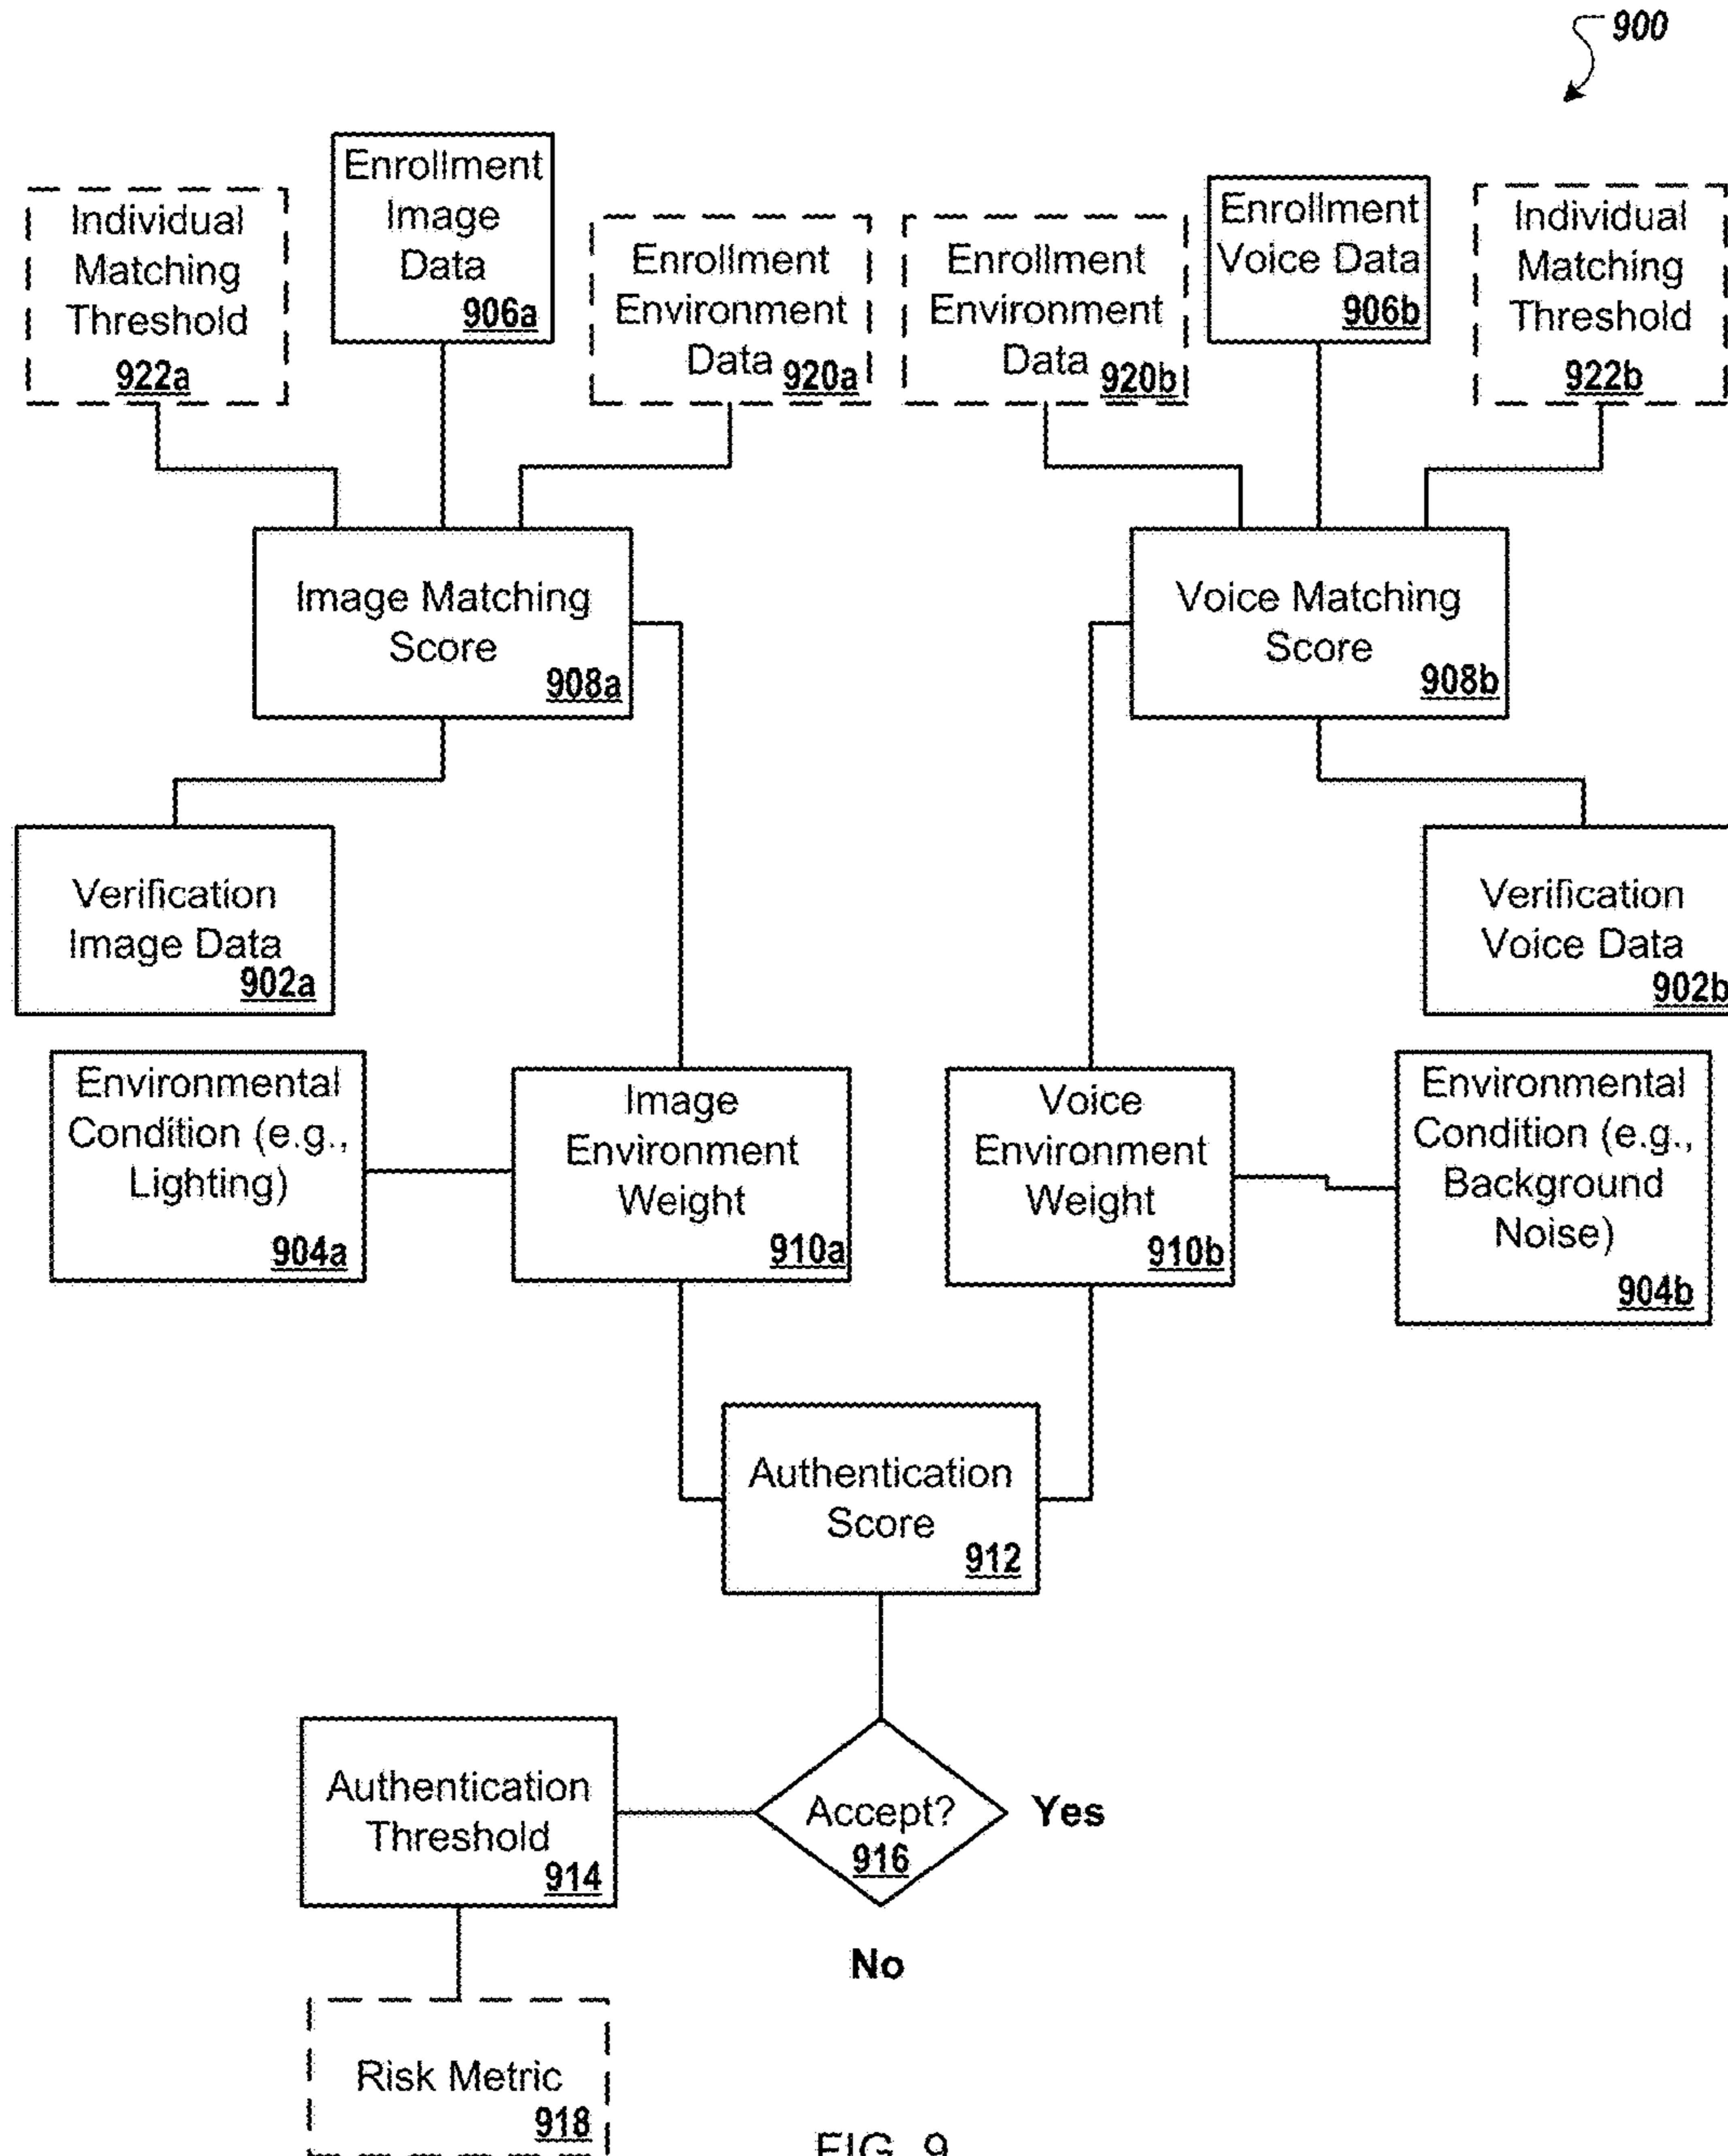 900
Individual
Matching
Threshold
922a
Enrollment
Image
Data
906a
Enrollment
Environment
Data
920a
Enrollment
Environment
Data
920b
Enrollment
Voice Data
906b
Individual
Matching
Threshold
922b
Image Matching
Score
908a
Voice Matching
Score
908b
Verification
Image Data
902a
Verification
Voice Data
902b
Environmental
Condition (e.g.,
Lighting)
904a
Image
Environment
Weight
910a
Voice
Environment
Weight
910b
Environmental
Condition (e.g.,
Background
Noise)
904b
Authentication
Score
912
Authentication
Threshold
914
Accept?
916
Yes
No
Risk Metric
918
FIG. 9